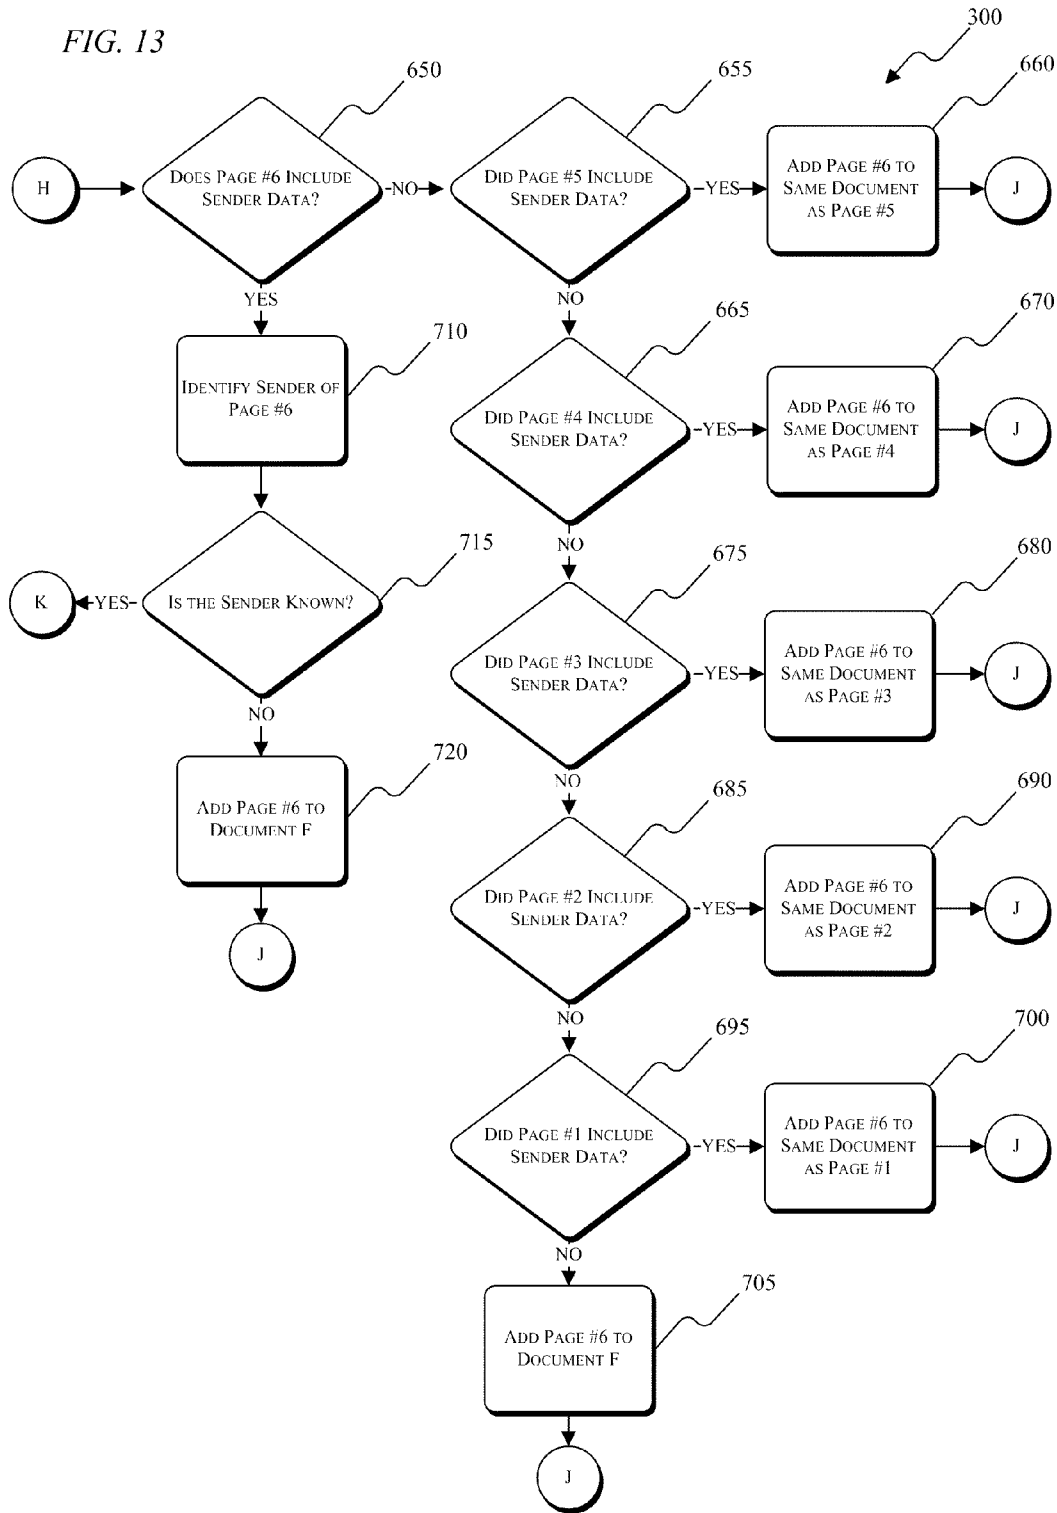 FIG. 13
300
650
655
660
H
DOES PAGE #6 INCLUDE
SENDER DATA?
NO
DID PAGE #5 INCLUDE
SENDER DATA?
YES
ADD PAGE #6 TO
SAME DOCUMENT
AS PAGE #5
J
YES
NO
710
665
670
IDENTIFY SENDER OF
PAGE #6
DID PAGE #4 INCLUDE
SENDER DATA?
YES
ADD PAGE #6 TO
SAME DOCUMENT
AS PAGE #4
J
NO
715
675
680
K
YES
IS THE SENDER KNOWN?
DID PAGE #3 INCLUDE
SENDER DATA?
YES
ADD PAGE #6 TO
SAME DOCUMENT
AS PAGE #3
J
NO
NO
720
685
690
ADD PAGE #6 TO
DOCUMENT F
DID PAGE #2 INCLUDE
SENDER DATA?
YES
ADD PAGE #6 TO
SAME DOCUMENT
AS PAGE #2
J
J
NO
695
700
DID PAGE #1 INCLUDE
SENDER DATA?
YES
ADD PAGE #6 TO
SAME DOCUMENT
AS PAGE #1
J
NO
705
ADD PAGE #6 TO
DOCUMENT F
J